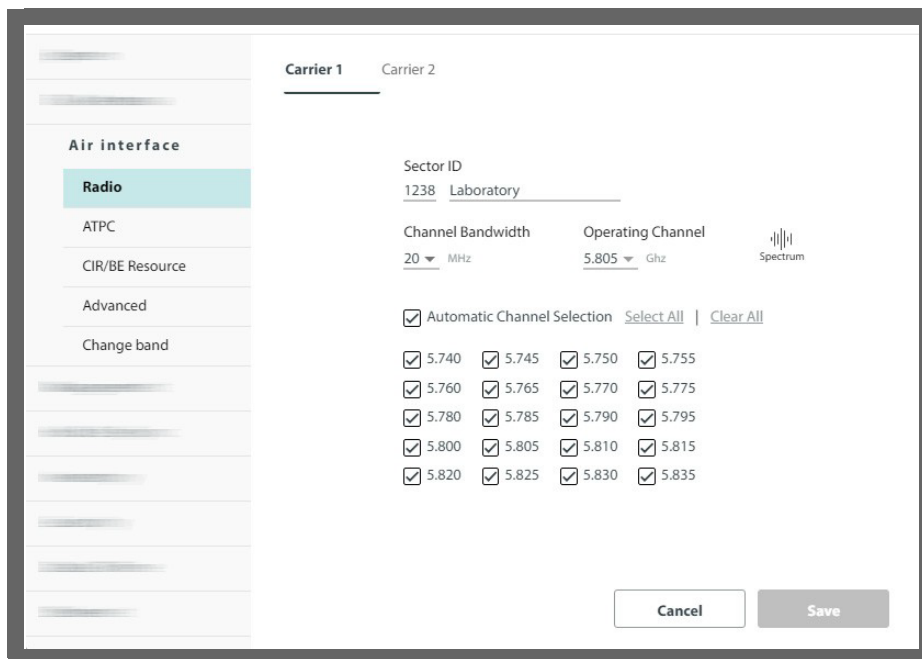 Carrier 1 Carrier 2
Air interface
Radio
ATPC
CIR/BE Resource
Advanced
Change band
Sector ID
1238 Laboratory
Channel Bandwidth Operating Channel
20 MHz 5.805 Ghz Spectrum
Automatic Channel Selection Select All | Clear All
5.740 5.745 5.750 5.755
5.760 5.765 5.770 5.775
5.780 5.785 5.790 5.795
5.800 5.805 5.810 5.815
5.820 5.825 5.830 5.835
Cancel Save